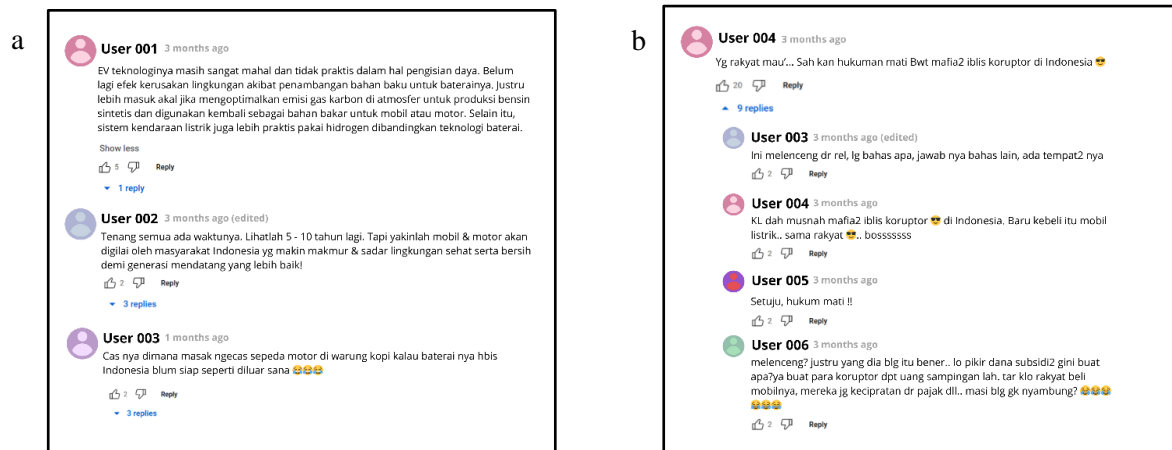 a
User 001 3 months ago
EV teknologinya masih sangat mahal dan tidak praktis dalam hal pengisian daya. Belum
lagi efek kerusakan lingkungan akibat penambangan bahan baku untuk baterainya. Justru
lebih masuk akal jika mengoptimalkan emisi gas karbon di atmosfer untuk produksi bensin
sintetis dan digunakan kembali sebagai bahan bakar untuk mobil atau motor. Selain itu,
sistem kendaraan listrik juga lebih praktis pakai hidrogen dibandingkan teknologi baterai.
Show less
5 Reply
1 reply
User 002 3 months ago (edited)
Tenang semua ada waktunya. Lihatlah 5 - 10 tahun lagi. Tapi yakinlah mobil & motor akan
digilai oleh masyarakat Indonesia yg makin makmur & sadar lingkungan sehat serta bersih
demi generasi mendatang yang lebih baik!
2 Reply
3 replies
User 003 1 months ago
Cas nya dimana masak ngecas sepeda motor di warung kopi kalau baterai nya hbis
Indonesia blum siap seperti diluar sana 😂😂😂
2 Reply
3 replies
b
User 004 3 months ago
Yg rakyat mau'... Sah kan hukuman mati Bwt mafia2 iblis koruptor di Indonesia 😎
20 Reply
9 replies
User 003 3 months ago (edited)
Ini melenceng dr rel, lg bahas apa, jawab nya bahas lain, ada tempat2 nya
2 Reply
User 004 3 months ago
KL dah musnah mafia2 iblis koruptor 😎 di Indonesia. Baru kebeli itu mobil
listrik.. sama rakyat 😎.. bosssssss
2 Reply
User 005 3 months ago
Setuju, hukum mati !!
2 Reply
User 006 3 months ago
melenceng? justru yang dia blg itu bener.. lo pikir dana subsidi2 gini buat
apa?ya buat para koruptor dpt uang sampingan lah. tar klo rakyat beli
mobilnya, mereka jg kecipratan dr pajak dll.. masi blg gk nyambung? 😂😂😂
😂😂😂
2 Reply